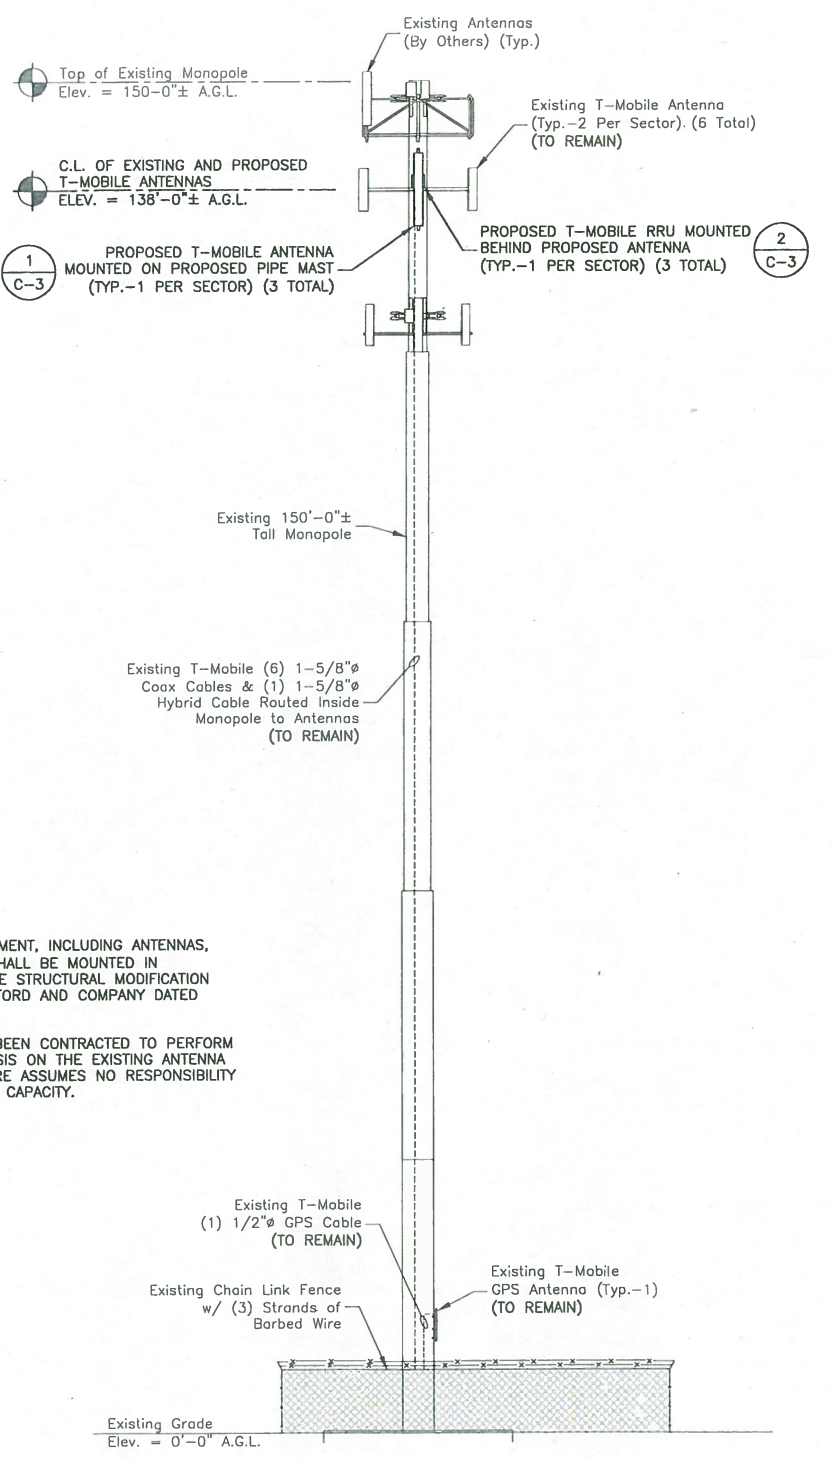 Existing Antennas
(By Others) (Typ.)
Top of Existing Monopole
Elev. = 150-0"± A.G.L.
Existing T-Mobile Antenna
(Typ.-2 Per Sector). (6 Total)
(TO REMAIN)
C.L. OF EXISTING AND PROPOSED
T-MOBILE ANTENNAS
ELEV. = 138'-0"± A.G.L.
PROPOSED T-MOBILE RRU MOUNTED
BEHIND PROPOSED ANTENNA
(TYP.-1 PER SECTOR) (3 TOTAL)
2
C-3
1
C-3
PROPOSED T-MOBILE ANTENNA
MOUNTED ON PROPOSED PIPE MAST
(TYP.-1 PER SECTOR) (3 TOTAL)
Existing 150'-0"±
Tall Monopole
Existing T-Mobile (6) 1-5/8"ø
Coax Cables & (1) 1-5/8"ø
Hybrid Cable Routed Inside
Monopole to Antennas
(TO REMAIN)
MENT, INCLUDING ANTENNAS,
HALL BE MOUNTED IN
E STRUCTURAL MODIFICATION
FORD AND COMPANY DATED
BEEN CONTRACTED TO PERFORM
SIS ON THE EXISTING ANTENNA
RE ASSUMES NO RESPONSIBILITY
CAPACITY.
Existing T-Mobile
(1) 1/2"ø GPS Cable
(TO REMAIN)
Existing T-Mobile
GPS Antenna (Typ.-1)
(TO REMAIN)
Existing Chain Link Fence
w/ (3) Strands of
Barbed Wire
Existing Grade
Elev. = 0'-0" A.G.L.